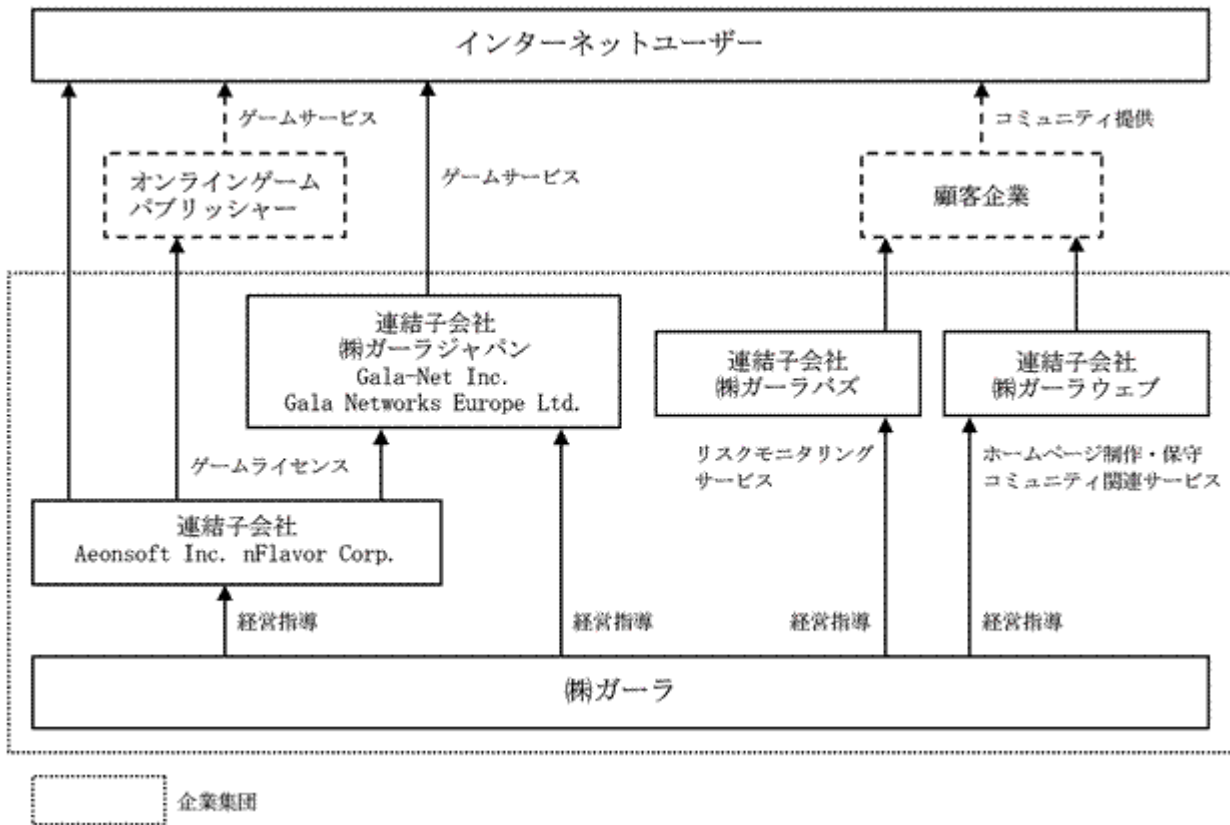 インターネットユーザー
ゲームサービス
コミュニティ提供
オンラインゲーム
パブリッシャー
ゲームサービス
顧客企業
連結子会社
㈱ガーラジャパン
Gala-Net Inc.
Gala Networks Europe Ltd.
連結子会社
㈱ガーラバズ
連結子会社
㈱ガーラウェブ
ゲームライセンス
リスクモニタリング
サービス
ホームページ制作・保守
コミュニティ関連サービス
連結子会社
Aeonsoft Inc. nFlavor Corp.
経営指導
経営指導
経営指導
経営指導
㈱ガーラ
企業集団